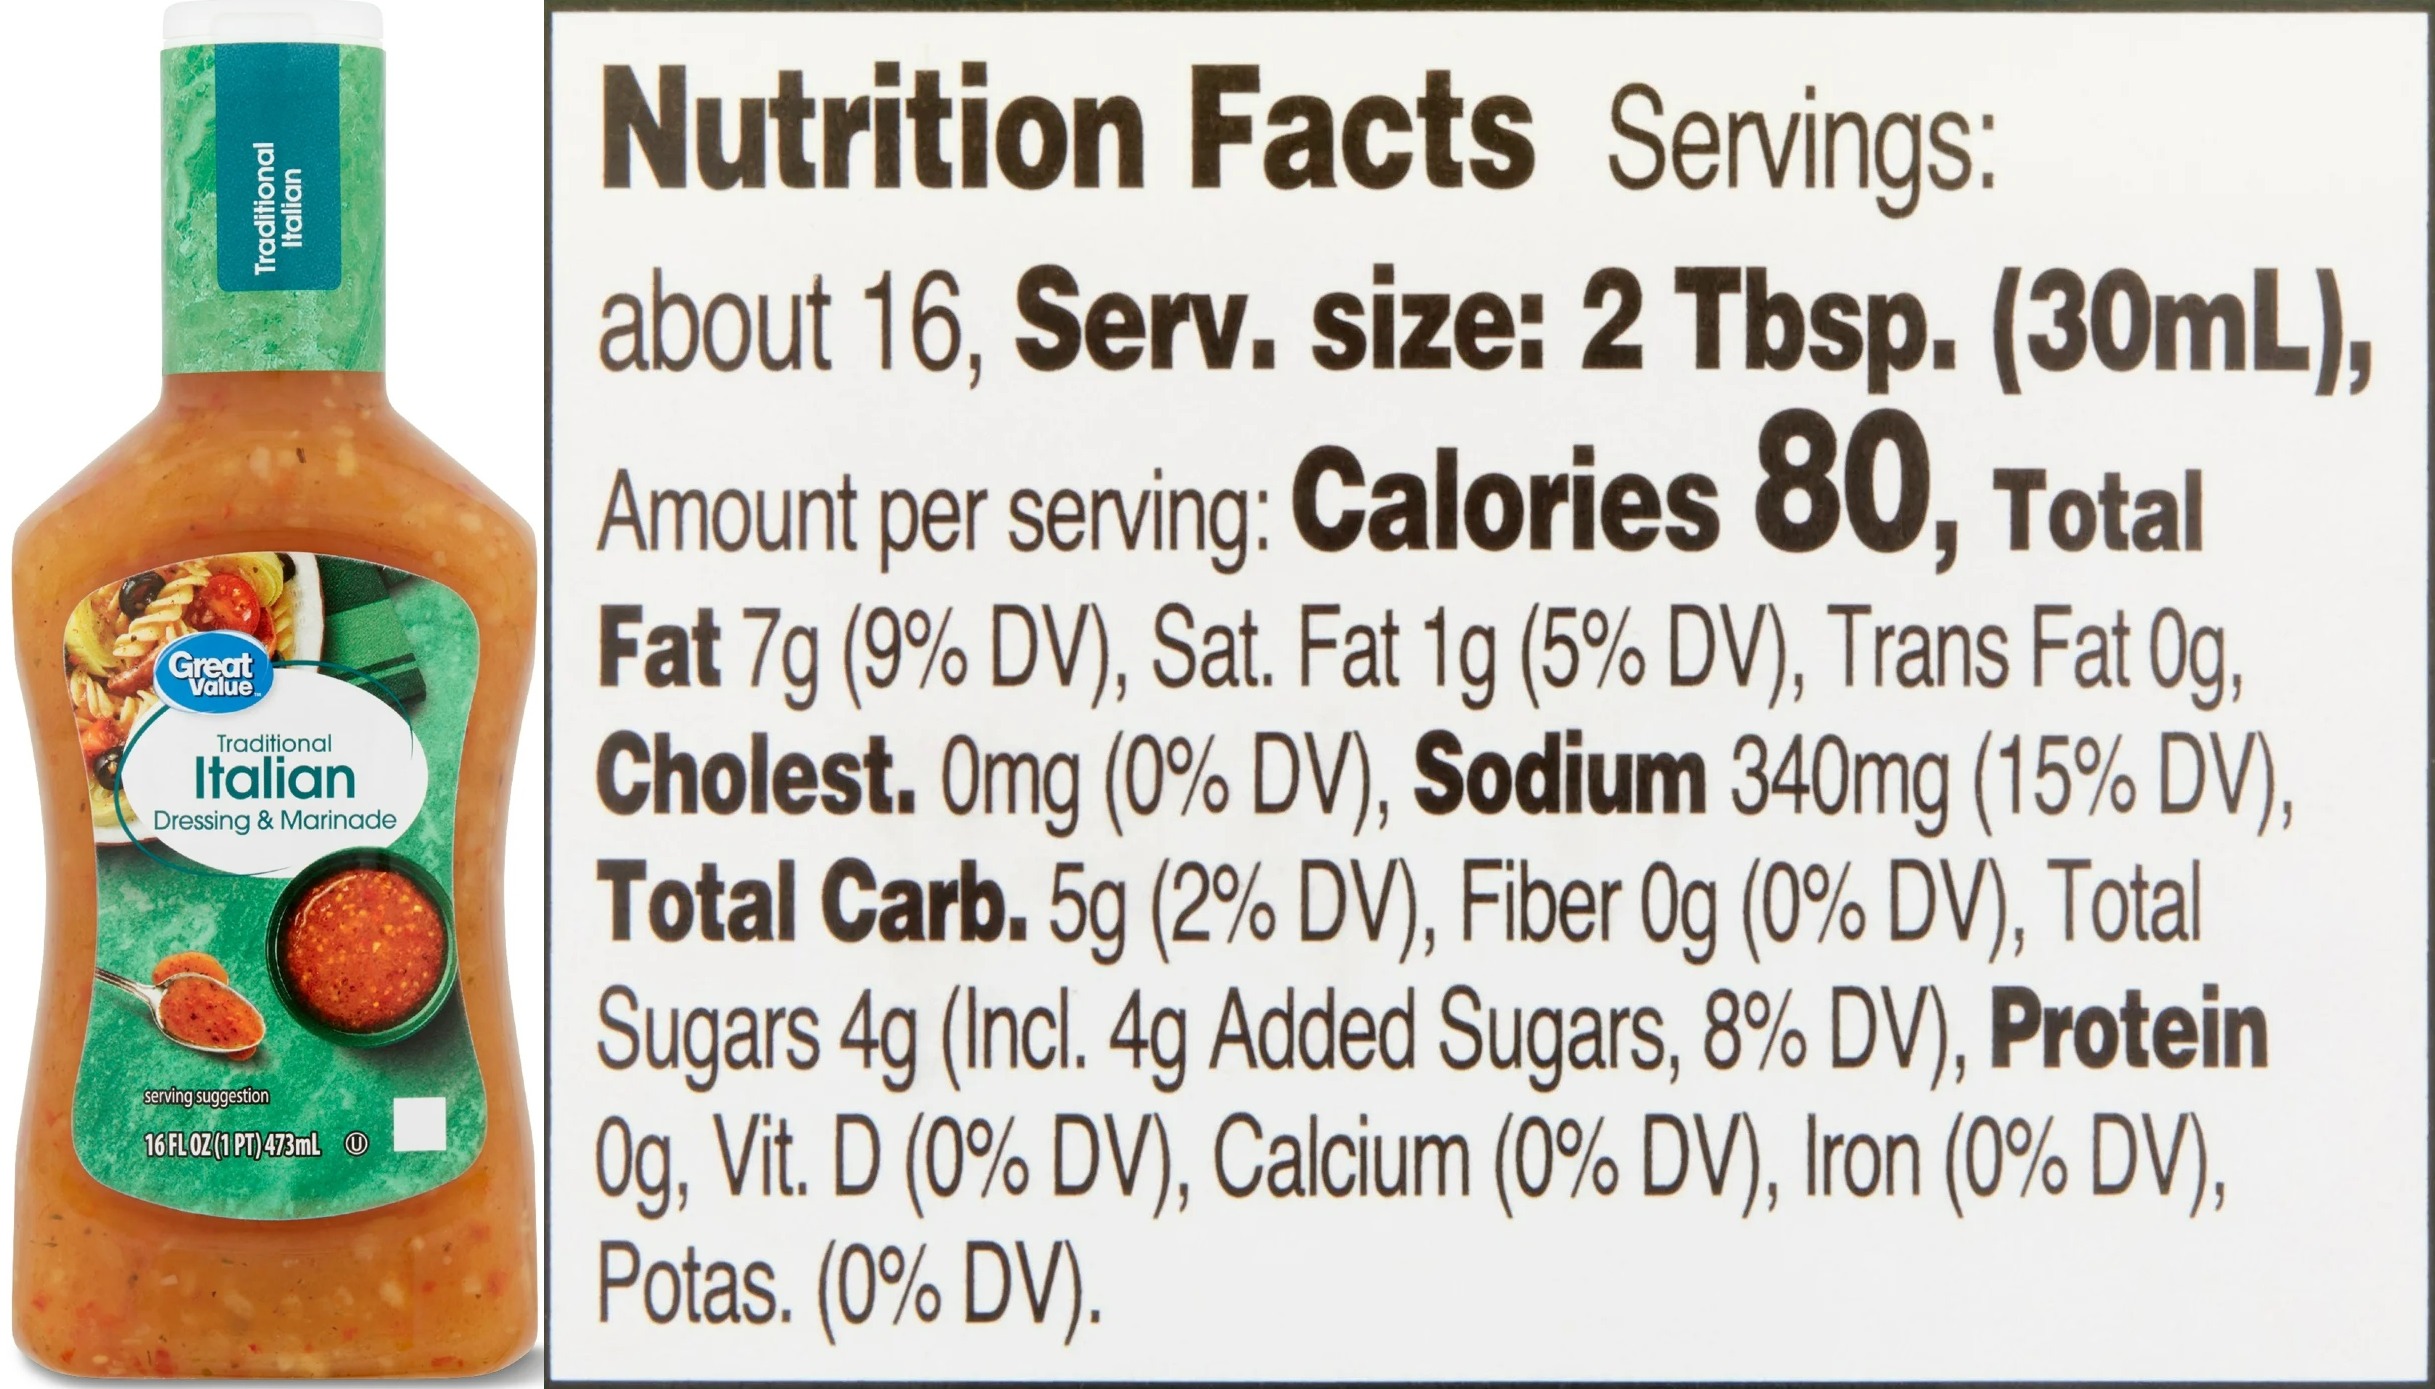 Traditional
Italian
Great
Value™
Traditional
Italian
Dressing & Marinade
serving suggestion
16 FL OZ (1 PT) 473mL Ⓤ
Nutrition Facts Servings:
about 16, Serv. size: 2 Tbsp. (30mL),
Amount per serving: Calories 80, Total
Fat 7g (9% DV), Sat. Fat 1g (5% DV), Trans Fat 0g,
Cholest. 0mg (0% DV), Sodium 340mg (15% DV),
Total Carb. 5g (2% DV), Fiber 0g (0% DV), Total
Sugars 4g (Incl. 4g Added Sugars, 8% DV), Protein
0g, Vit. D (0% DV), Calcium (0% DV), Iron (0% DV),
Potas. (0% DV).